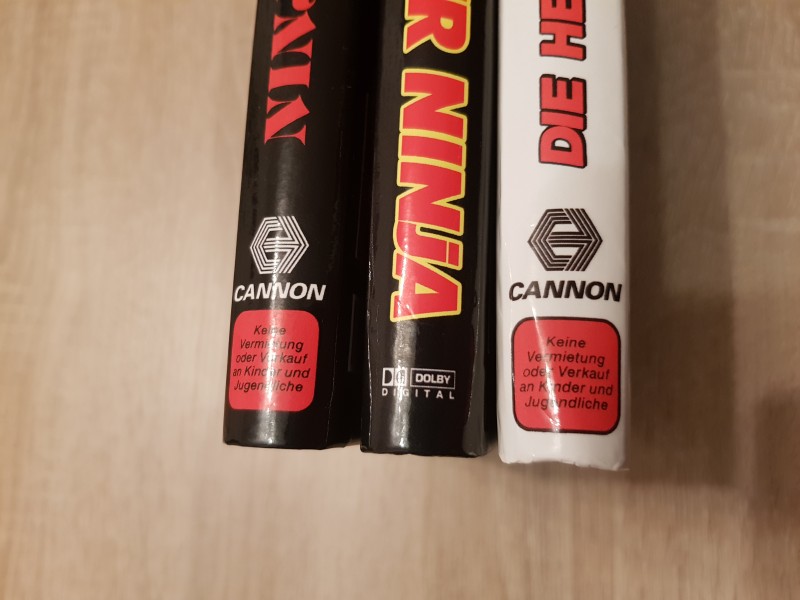 CANNON
Keine
Vermietung
oder Verkauf
an Kinder und
Jugendliche
R NINJA
DOLBY
DIGITAL
DIE HE
CANNON
Keine
Vermietung
oder Verkauf
an Kinder und
Jugendliche